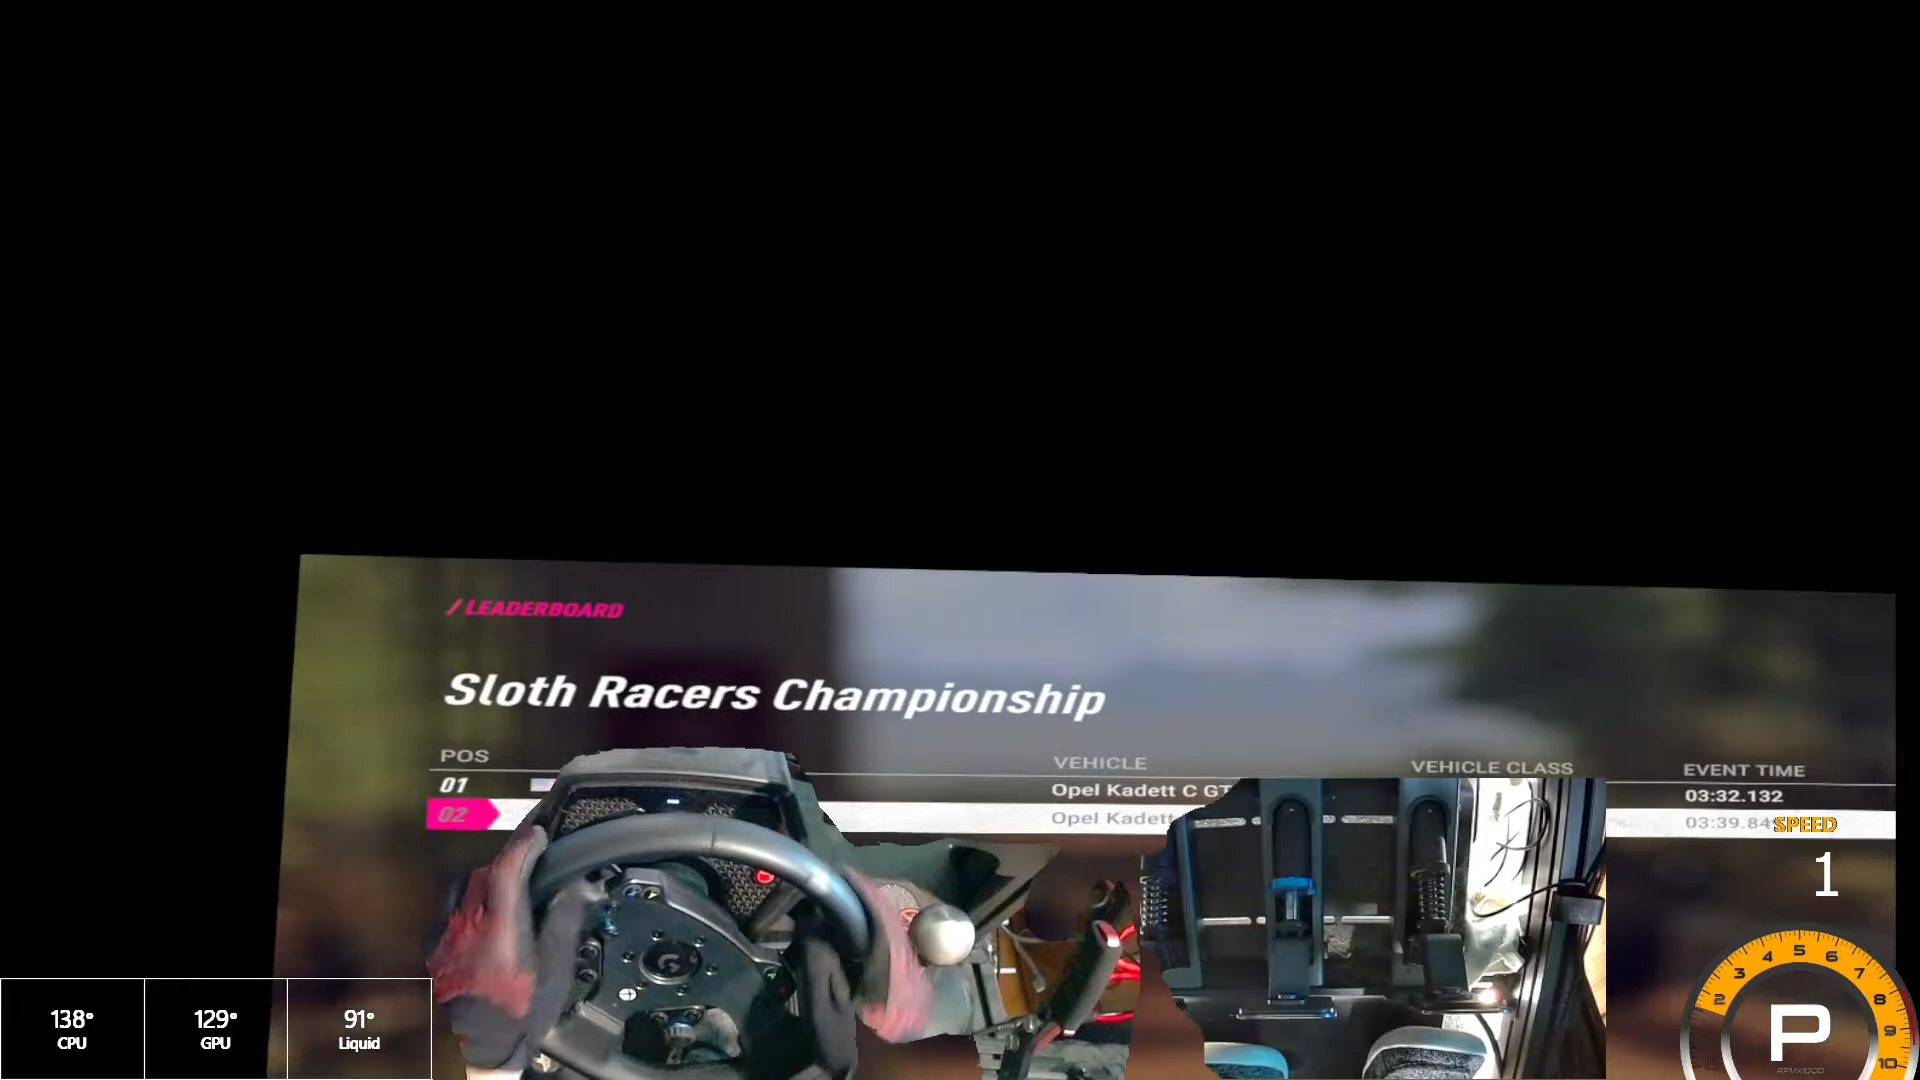 / LEADERBOARD
Sloth Racers Championship
POS VEHICLE VEHICLE CLASS EVENT TIME
01 Opel Kadett C GT 03:32.132
02 Opel Kadett 03:39.84
SPEED
1
2 3 4 5 6 7 8 9 10
P
RPMx1000
138° 129° 91°
CPU GPU Liquid